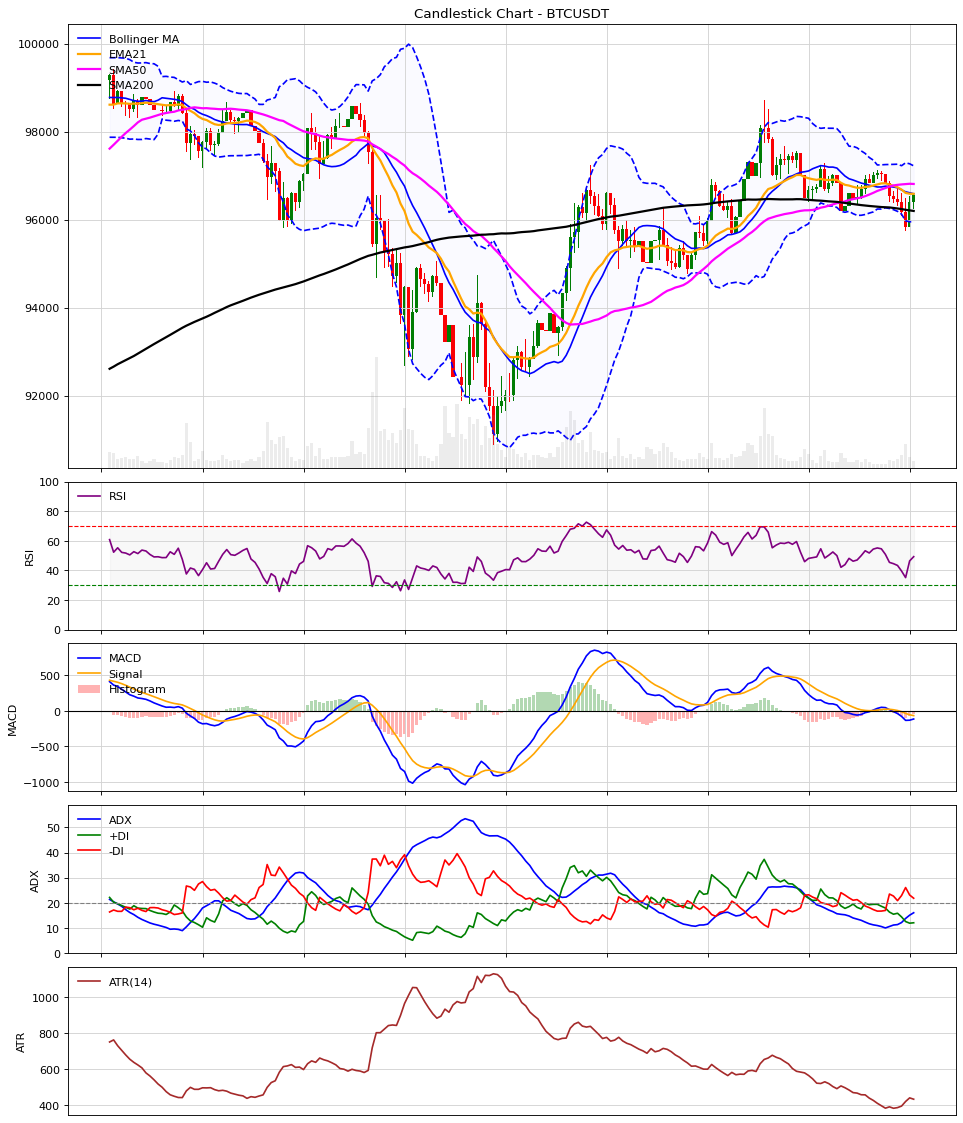 Candlestick Chart - BTCUSDT
100000
98000
96000
94000
92000
Bollinger MA
EMA21
SMA50
SMA200
RSI
100
80
60
40
20
0
RSI
MACD
500
0
−500
−1000
MACD
Signal
Histogram
ADX
50
40
30
20
10
0
ADX
+DI
-DI
ATR
1000
800
600
400
ATR(14)